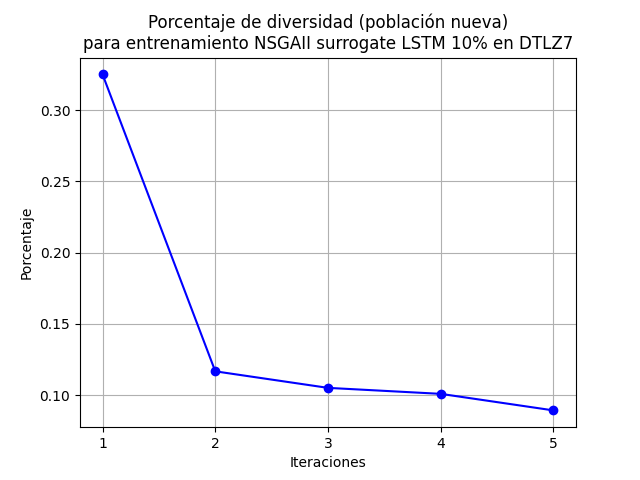 Porcentaje de diversidad (población nueva)
para entrenamiento NSGAII surrogate LSTM 10% en DTLZ7
Porcentaje
0.30
0.25
0.20
0.15
0.10
1 2 3 4 5
Iteraciones